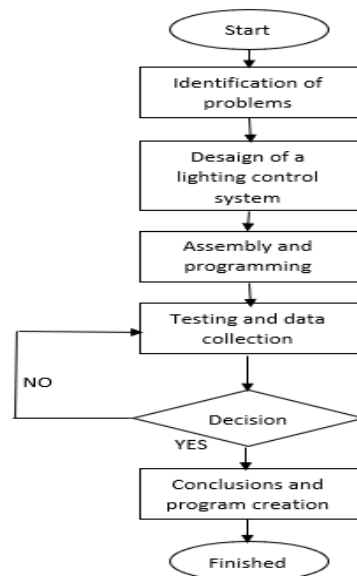 Start
Identification of
problems
Desaign of a
lighting control
system
Assembly and
programming
Testing and data
collection
NO
Decision
YES
Conclusions and
program creation
Finished